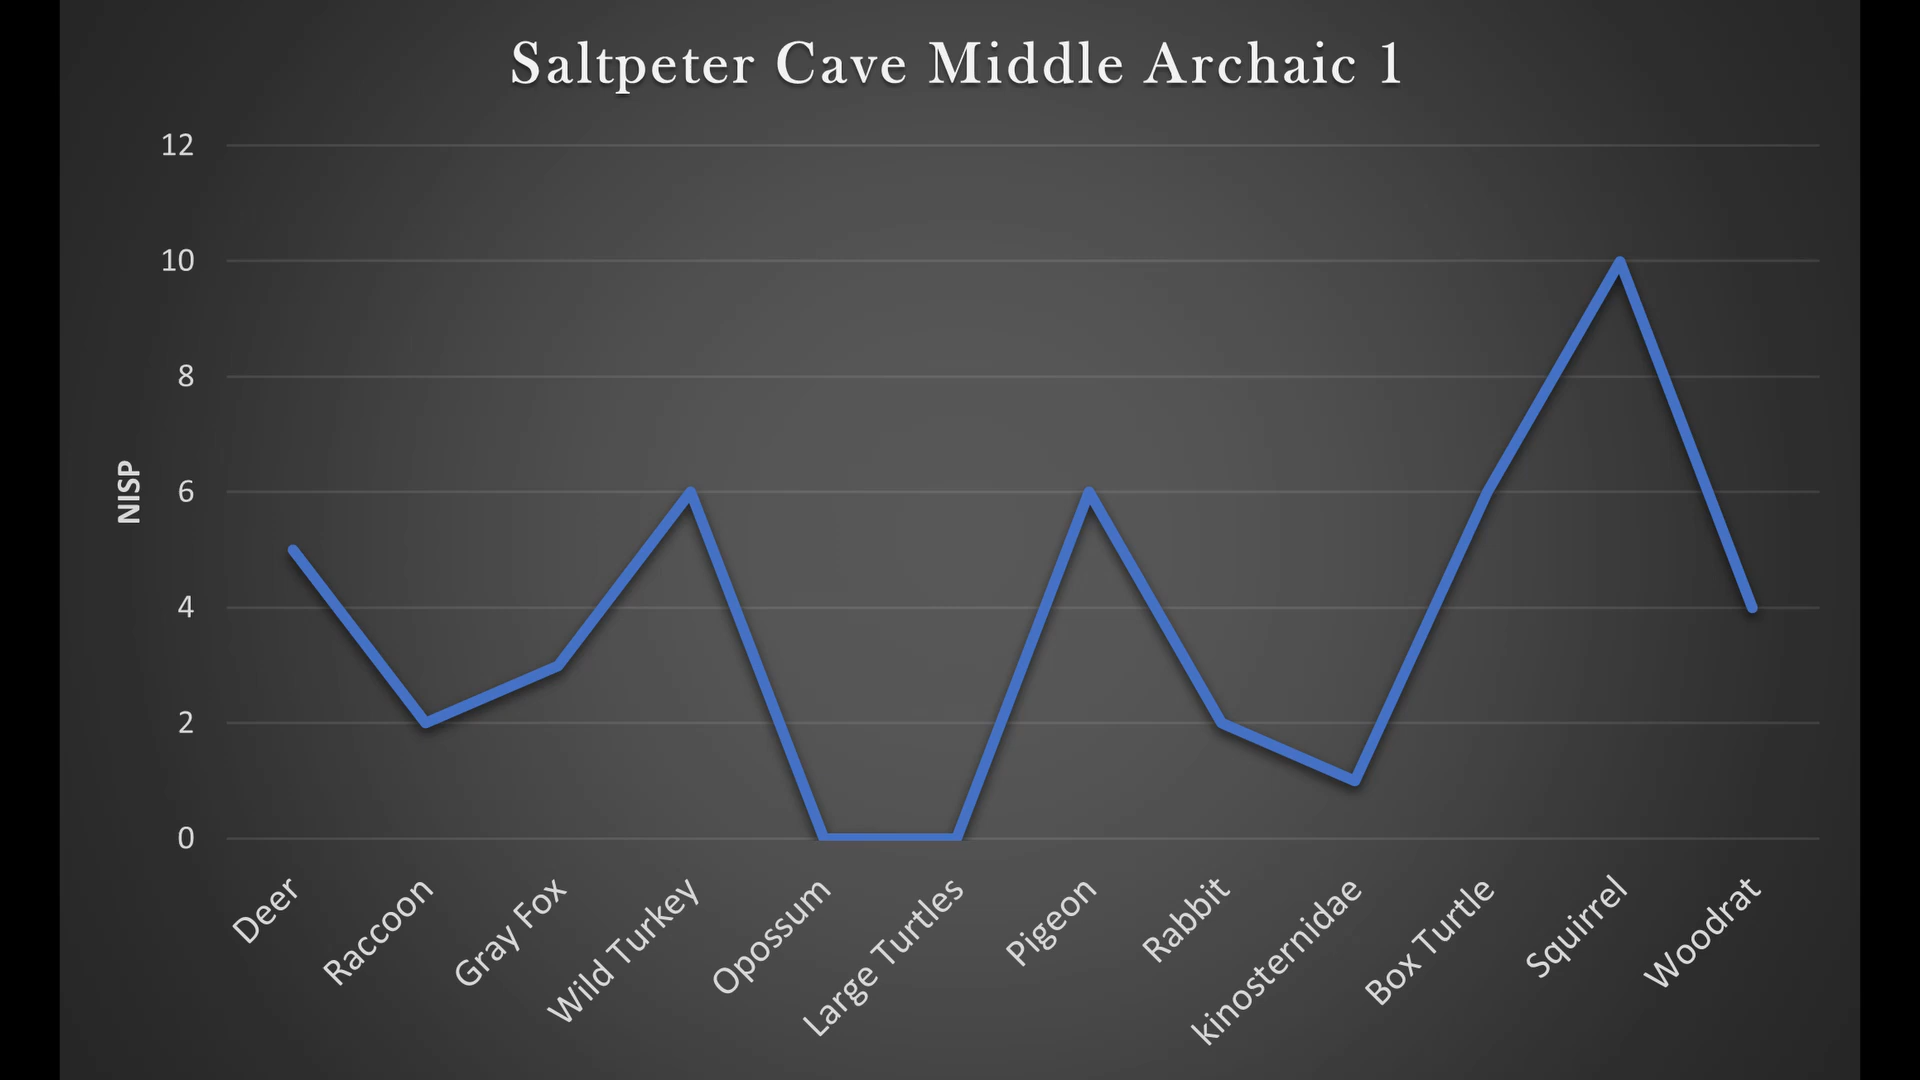 Saltpeter Cave Middle Archaic 1
12
10
8
6
4
2
0
NISP
Deer
Raccoon
Gray Fox
Wild Turkey
Opossum
Large Turtles
Pigeon
Rabbit
kinosternidae
Box Turtle
Squirrel
Woodrat